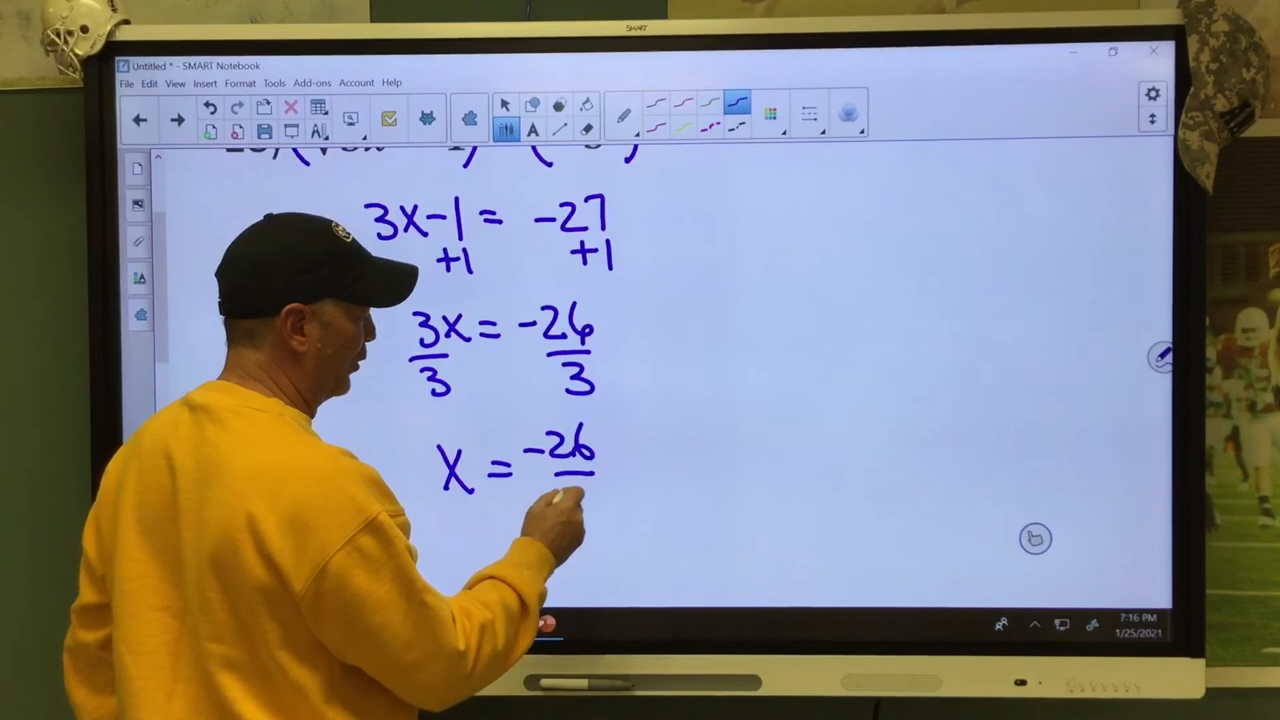 SMART
Untitled * - SMART Notebook
File Edit View Insert Format Tools Add-ons Account Help
3x-1 = -27
+1 +1
3x = -26
3 3
x = -26
7:16 PM
1/25/2021